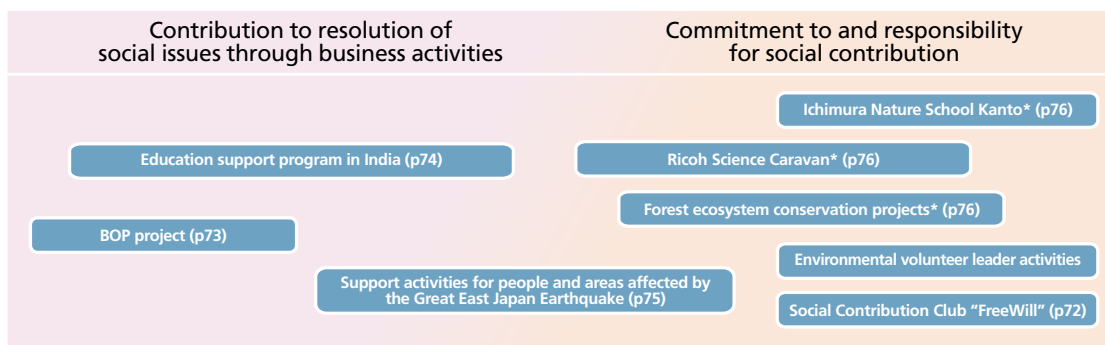 Contribution to resolution of
social issues through business activities
Commitment to and responsibility
for social contribution
Ichimura Nature School Kanto* (p76)
Education support program in India (p74)
Ricoh Science Caravan* (p76)
Forest ecosystem conservation projects* (p76)
BOP project (p73)
Environmental volunteer leader activities
Support activities for people and areas affected by
the Great East Japan Earthquake (p75)
Social Contribution Club “FreeWill” (p72)